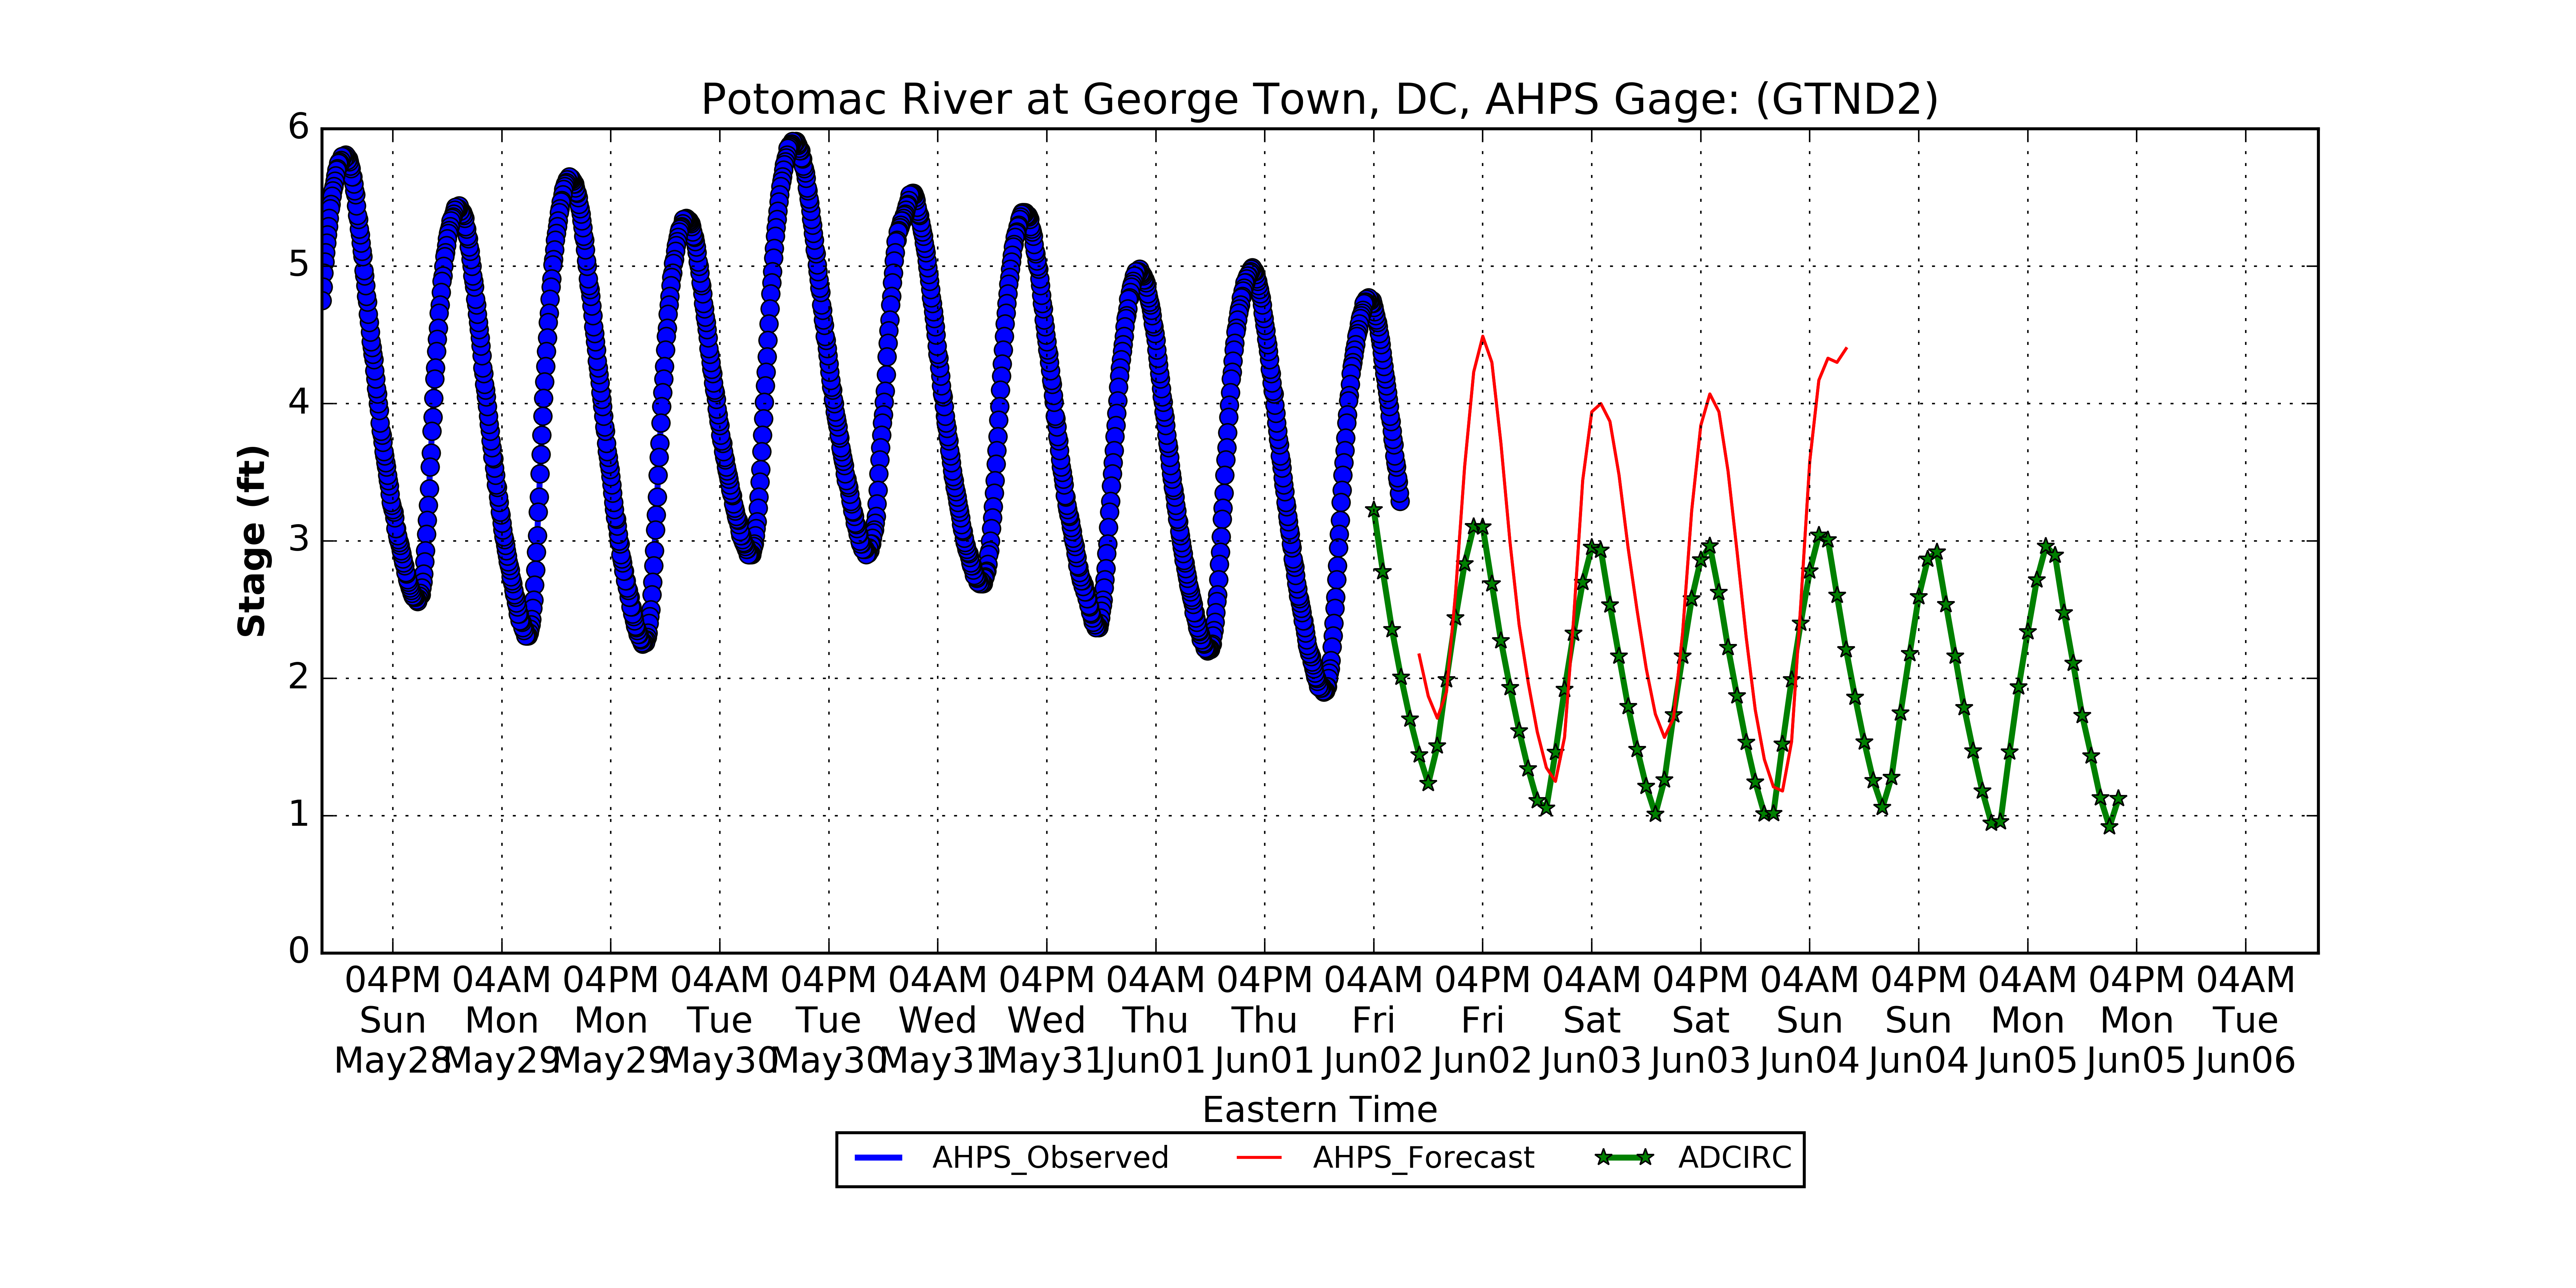 Potomac River at George Town, DC, AHPS Gage: (GTND2)
6
5
4
3
2
1
0
Stage (ft)
04PM 04AM 04PM 04AM 04PM 04AM 04PM 04AM 04PM 04AM 04PM 04AM 04PM 04AM 04PM 04AM 04PM 04AM
Sun Mon Mon Tue Tue Wed Wed Thu Thu Fri Fri Sat Sat Sun Sun Mon Mon Tue
May28 May29 May29 May30 May30 May31 May31 Jun01 Jun01 Jun02 Jun02 Jun03 Jun03 Jun04 Jun04 Jun05 Jun05 Jun06
Eastern Time
AHPS_Observed AHPS_Forecast ADCIRC